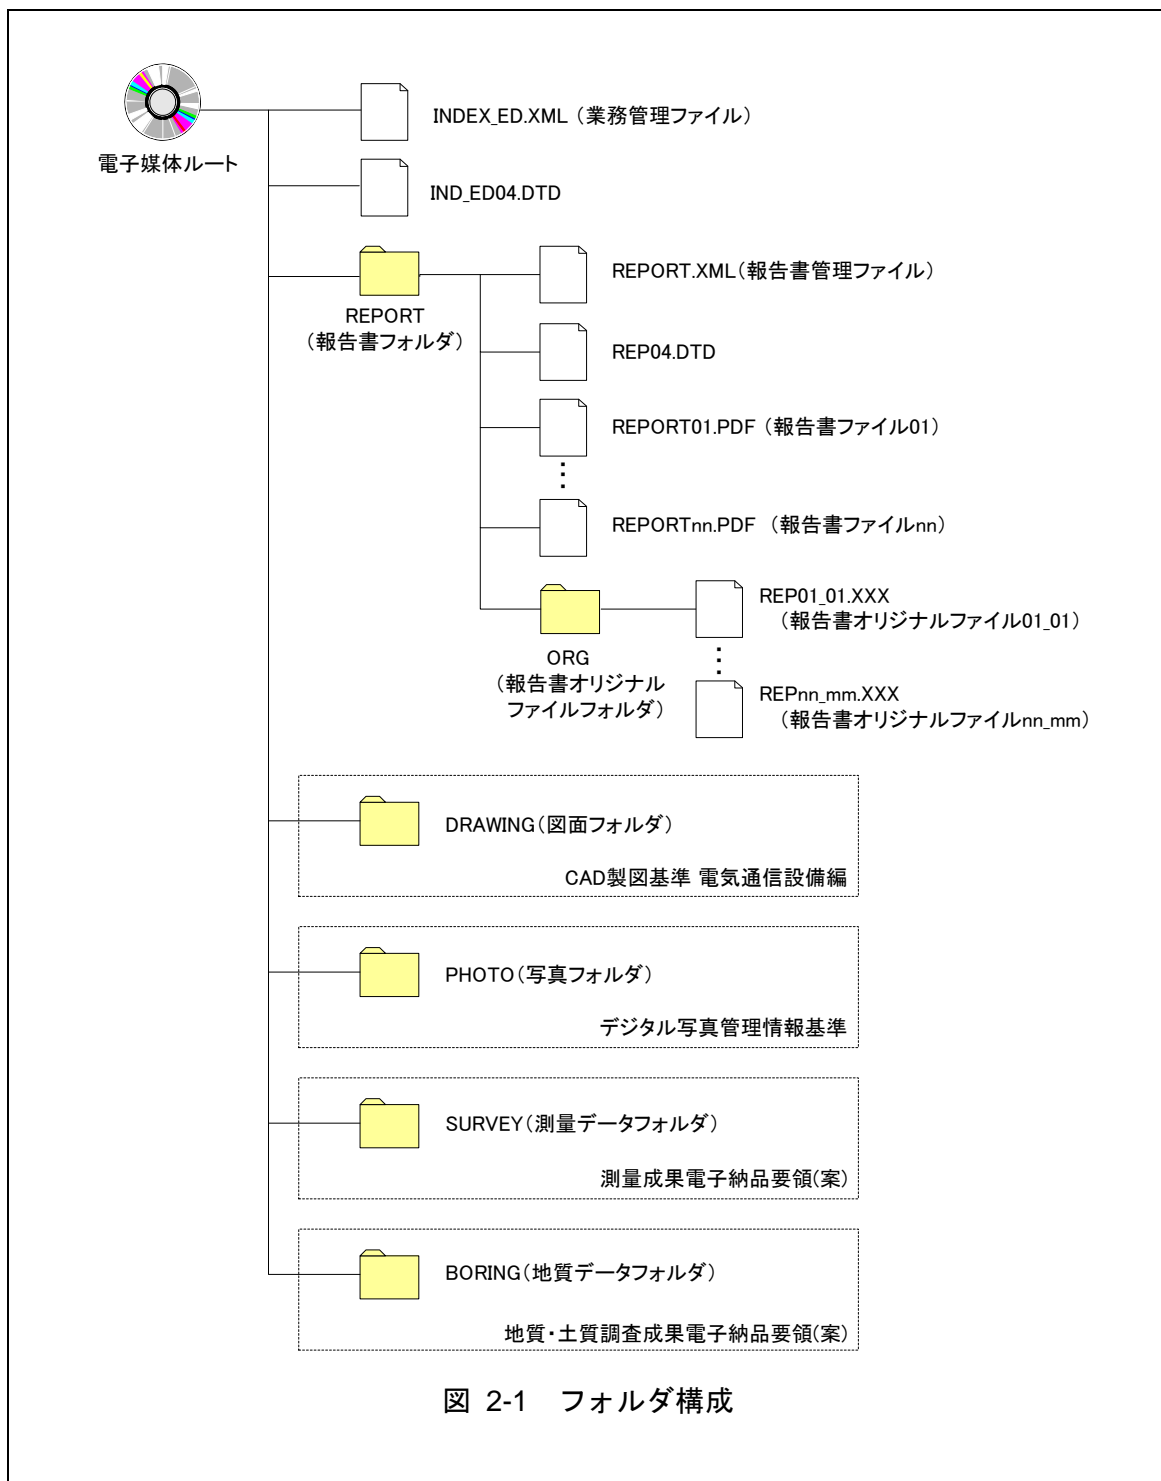 電子媒体ルート
INDEX_ED.XML（業務管理ファイル）
IND_ED04.DTD
REPORT
（報告書フォルダ）
REPORT.XML（報告書管理ファイル）
REP04.DTD
REPORT01.PDF（報告書ファイル01）
REPORTnn.PDF （報告書ファイルnn）
ORG
（報告書オリジナル
ファイルフォルダ）
REP01_01.XXX
（報告書オリジナルファイル01_01）
REPnn_mm.XXX
（報告書オリジナルファイルnn_mm）
DRAWING（図面フォルダ）
CAD製図基準 電気通信設備編
PHOTO（写真フォルダ）
デジタル写真管理情報基準
SURVEY（測量データフォルダ）
測量成果電子納品要領(案)
BORING（地質データフォルダ）
地質・土質調査成果電子納品要領(案)
図 2-1　フォルダ構成